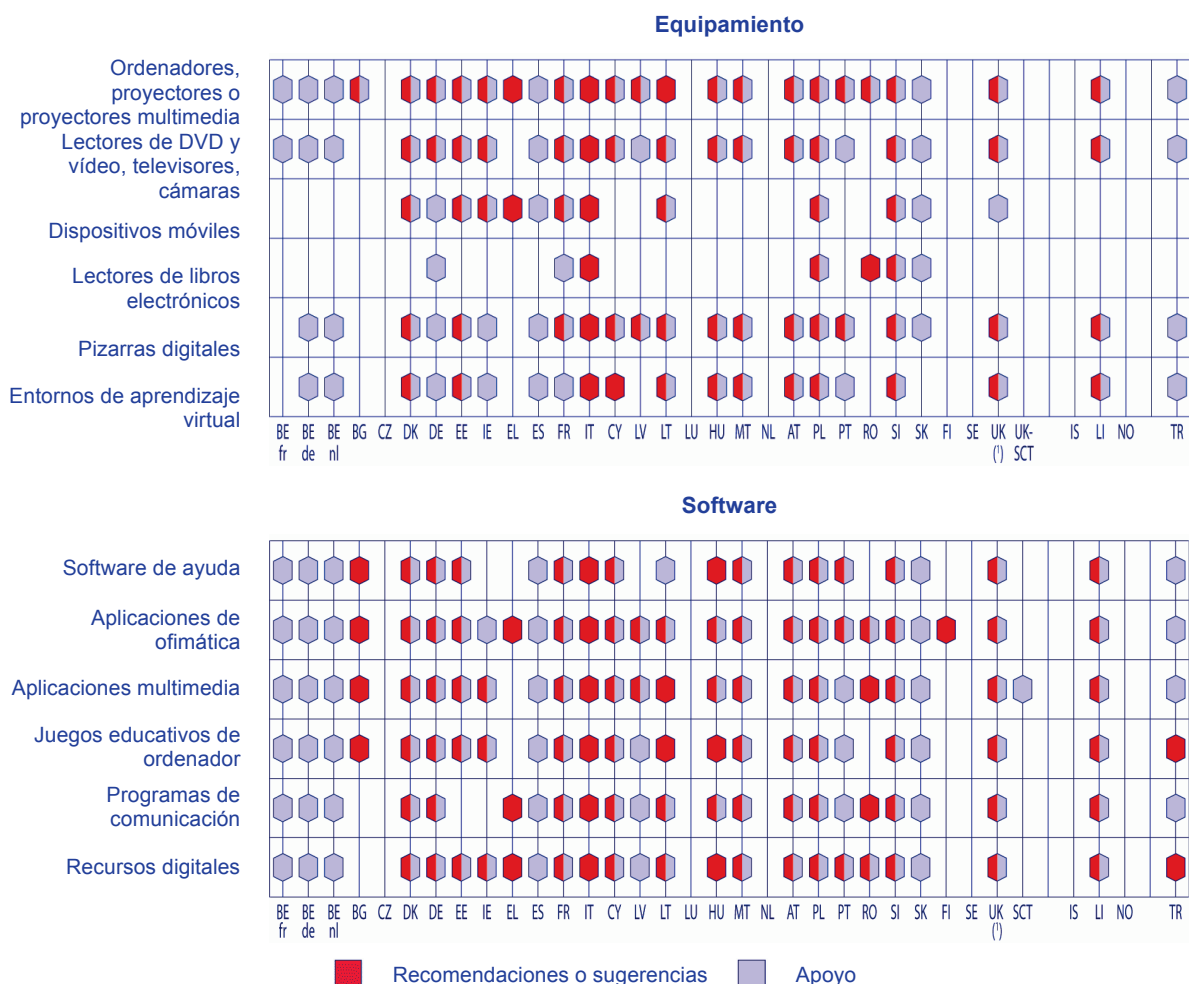 Equipamiento
Ordenadores,
proyectores o
proyectores multimedia
Lectores de DVD y
vídeo, televisores,
cámaras
Dispositivos móviles
Lectores de libros
electrónicos
Pizarras digitales
Entornos de aprendizaje
virtual
BE BE BE BG CZ DK DE EE IE EL ES FR IT CY LV LT LU HU MT NL AT PL PT RO SI SK FI SE UK UK- IS LI NO TR
fr de nl (¹) SCT
Software
Software de ayuda
Aplicaciones de
ofimática
Aplicaciones multimedia
Juegos educativos de
ordenador
Programas de
comunicación
Recursos digitales
BE BE BE BG CZ DK DE EE IE EL ES FR IT CY LV LT LU HU MT NL AT PL PT RO SI SK FI SE UK SCT IS LI NO TR
fr de nl (¹)
Recomendaciones o sugerencias Apoyo